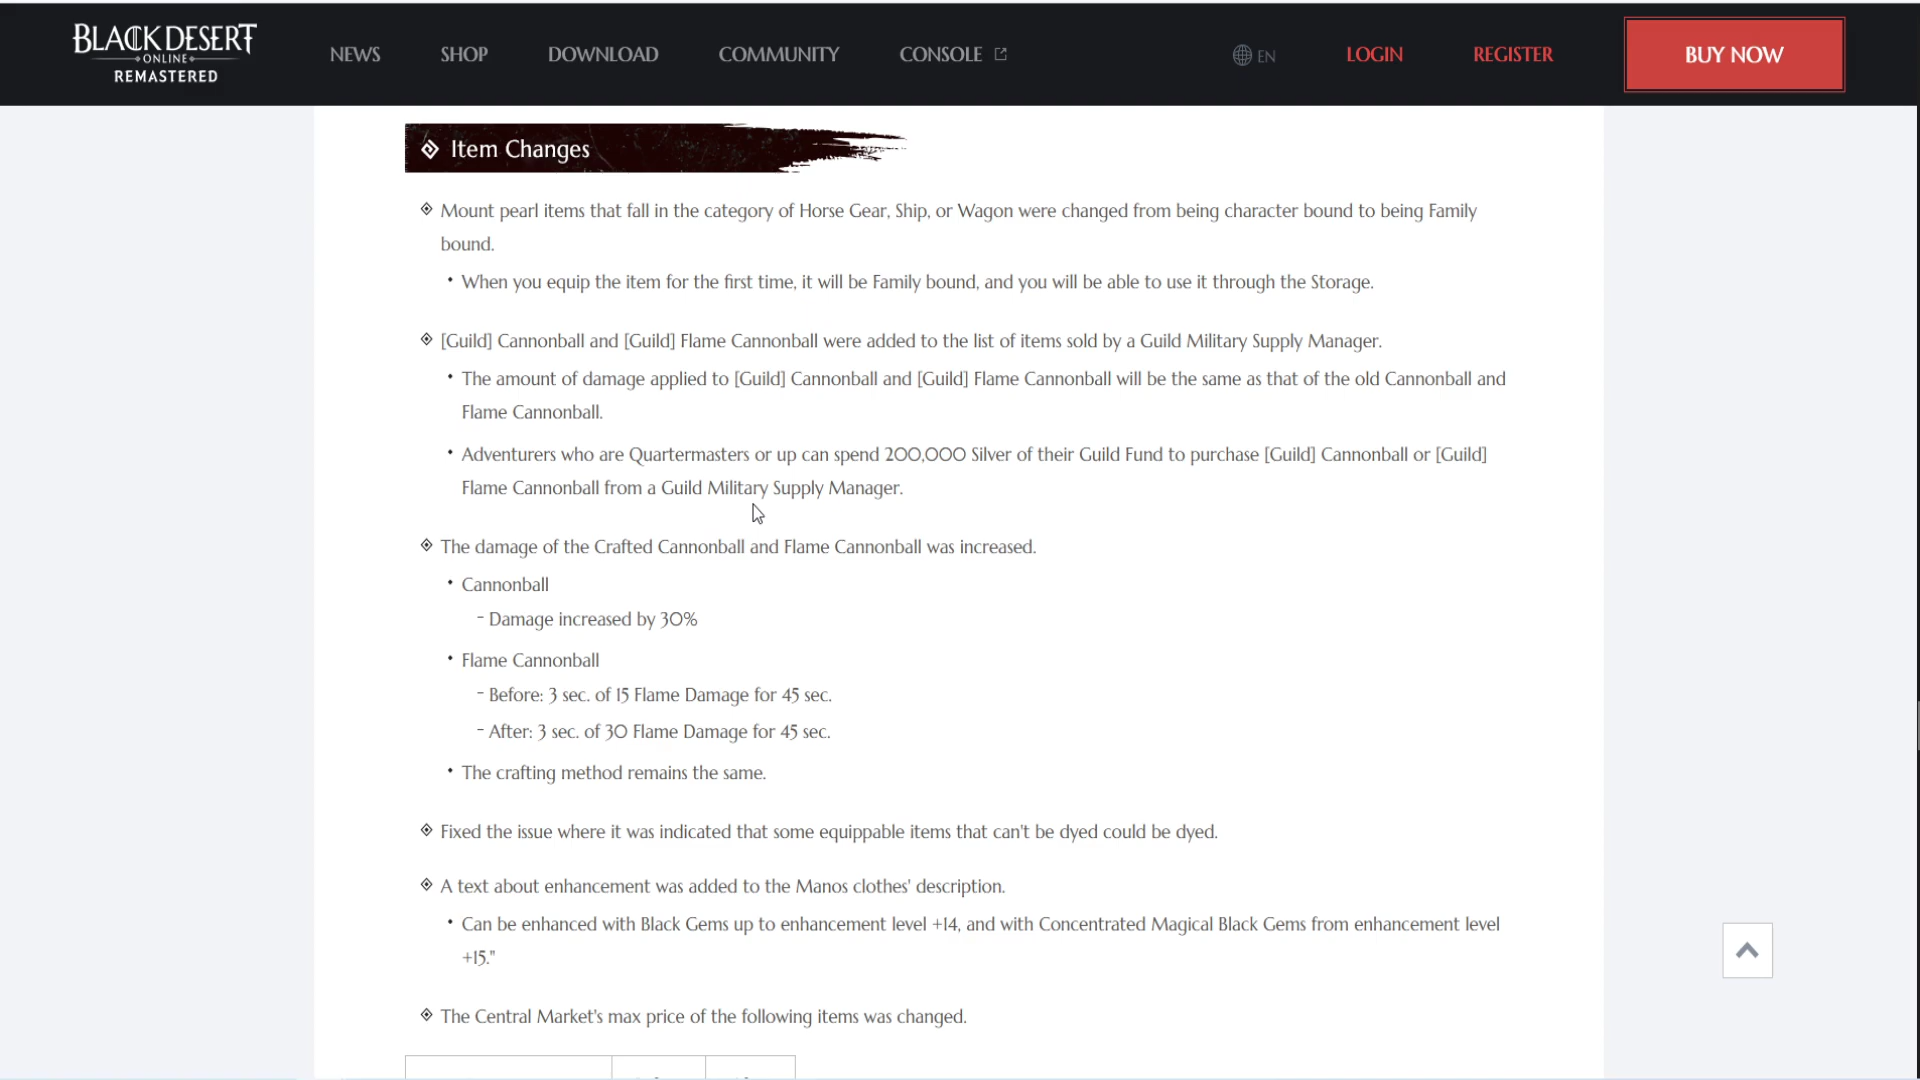 BLACK DESERT
ONLINE
REMASTERED
NEWS
SHOP
DOWNLOAD
COMMUNITY
CONSOLE
EN
LOGIN
REGISTER
BUY NOW
Item Changes
Mount pearl items that fall in the category of Horse Gear, Ship, or Wagon were changed from being character bound to being Family
bound.
• When you equip the item for the first time, it will be Family bound, and you will be able to use it through the Storage.
[Guild] Cannonball and [Guild] Flame Cannonball were added to the list of items sold by a Guild Military Supply Manager.
• The amount of damage applied to [Guild] Cannonball and [Guild] Flame Cannonball will be the same as that of the old Cannonball and
Flame Cannonball.
• Adventurers who are Quartermasters or up can spend 200,000 Silver of their Guild Fund to purchase [Guild] Cannonball or [Guild]
Flame Cannonball from a Guild Military Supply Manager.
The damage of the Crafted Cannonball and Flame Cannonball was increased.
• Cannonball
- Damage increased by 30%
• Flame Cannonball
- Before: 3 sec. of 15 Flame Damage for 45 sec.
- After: 3 sec. of 30 Flame Damage for 45 sec.
• The crafting method remains the same.
Fixed the issue where it was indicated that some equippable items that can't be dyed could be dyed.
A text about enhancement was added to the Manos clothes' description.
• Can be enhanced with Black Gems up to enhancement level +14, and with Concentrated Magical Black Gems from enhancement level
+15."
The Central Market's max price of the following items was changed.